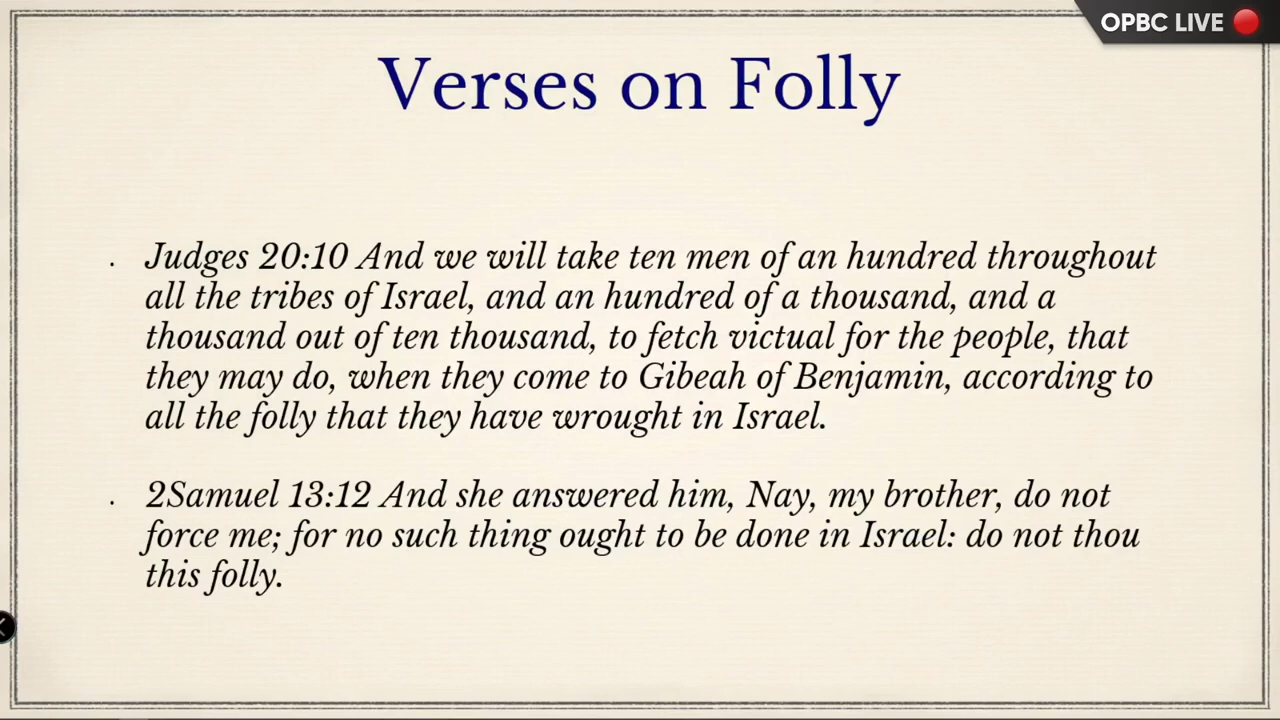 OPBC LIVE
Verses on Folly
· Judges 20:10 And we will take ten men of an hundred throughout
all the tribes of Israel, and an hundred of a thousand, and a
thousand out of ten thousand, to fetch victual for the people, that
they may do, when they come to Gibeah of Benjamin, according to
all the folly that they have wrought in Israel.
· 2Samuel 13:12 And she answered him, Nay, my brother, do not
force me; for no such thing ought to be done in Israel: do not thou
this folly.